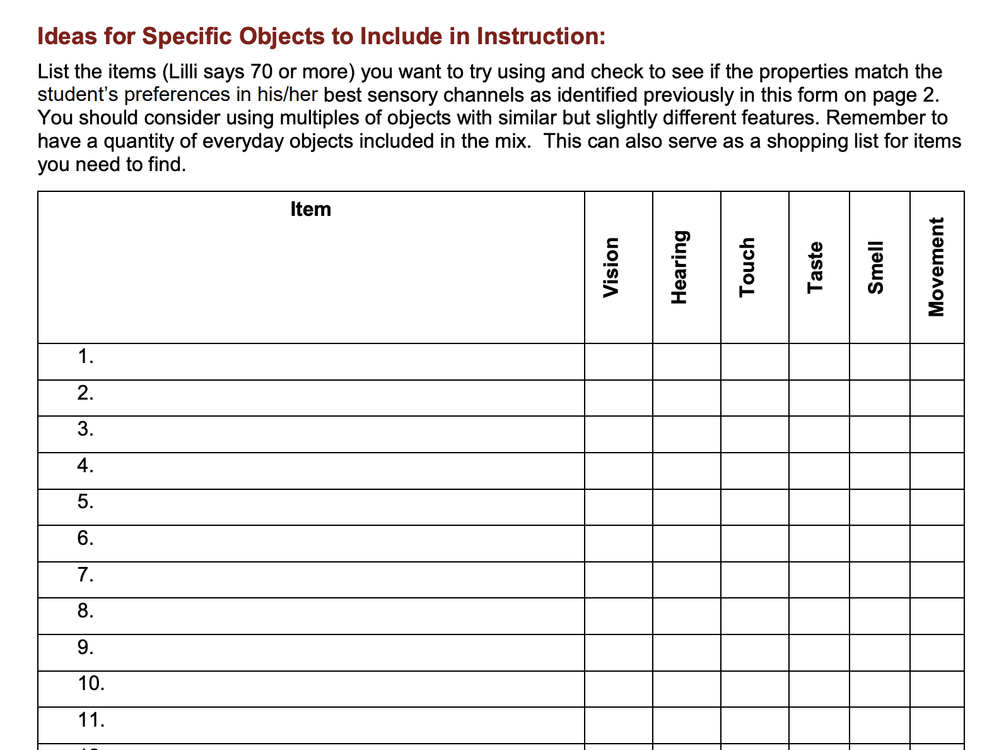 Ideas for Specific Objects to Include in Instruction:
List the items (Lilli says 70 or more) you want to try using and check to see if the properties match the
student’s preferences in his/her best sensory channels as identified previously in this form on page 2.
You should consider using multiples of objects with similar but slightly different features. Remember to
have a quantity of everyday objects included in the mix.  This can also serve as a shopping list for items
you need to find.
Item
Vision
Hearing
Touch
Taste
Smell
Movement
1.
2.
3.
4.
5.
6.
7.
8.
9.
10.
11.